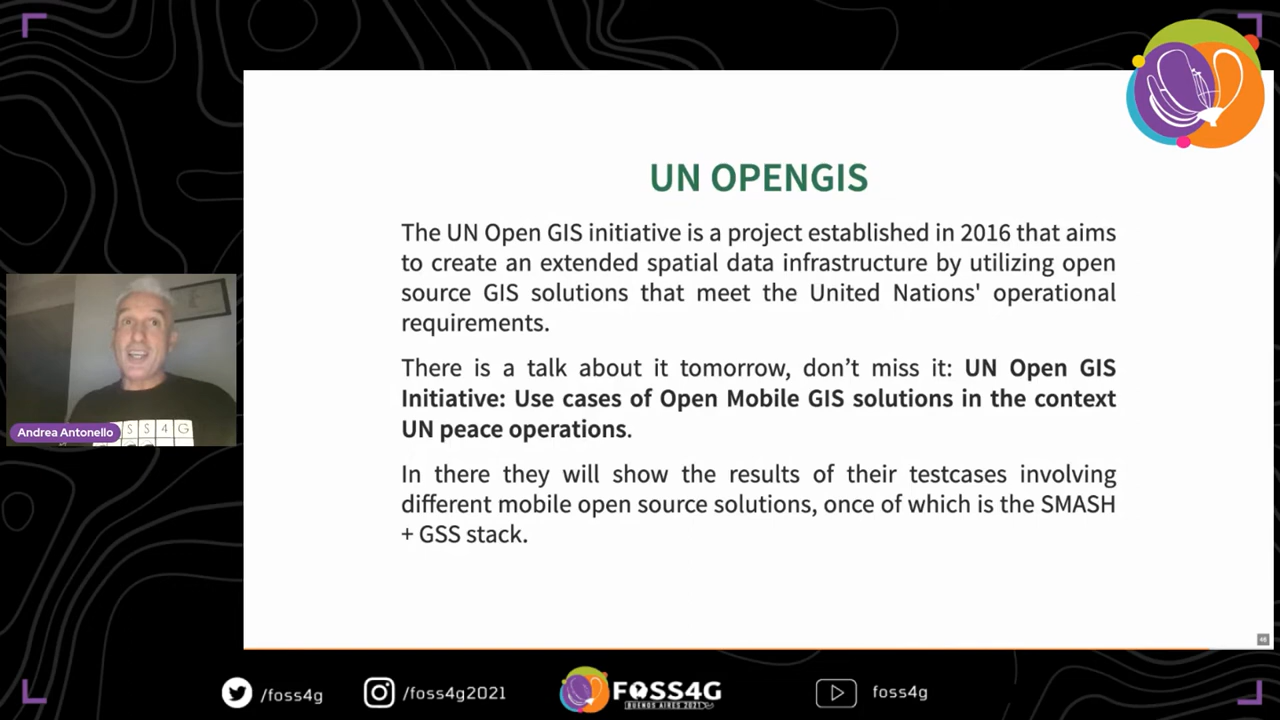 UN OPENGIS
The UN Open GIS initiative is a project established in 2016 that aims
to create an extended spatial data infrastructure by utilizing open
source GIS solutions that meet the United Nations' operational
requirements.
There is a talk about it tomorrow, don’t miss it: UN Open GIS
Initiative: Use cases of Open Mobile GIS solutions in the context
UN peace operations.
In there they will show the results of their testcases involving
different mobile open source solutions, once of which is the SMASH
+ GSS stack.
Andrea Antonello
S S 4 G
46
/foss4g
/foss4g2021
FOSS4G
BUENOS AIRES 2021
foss4g